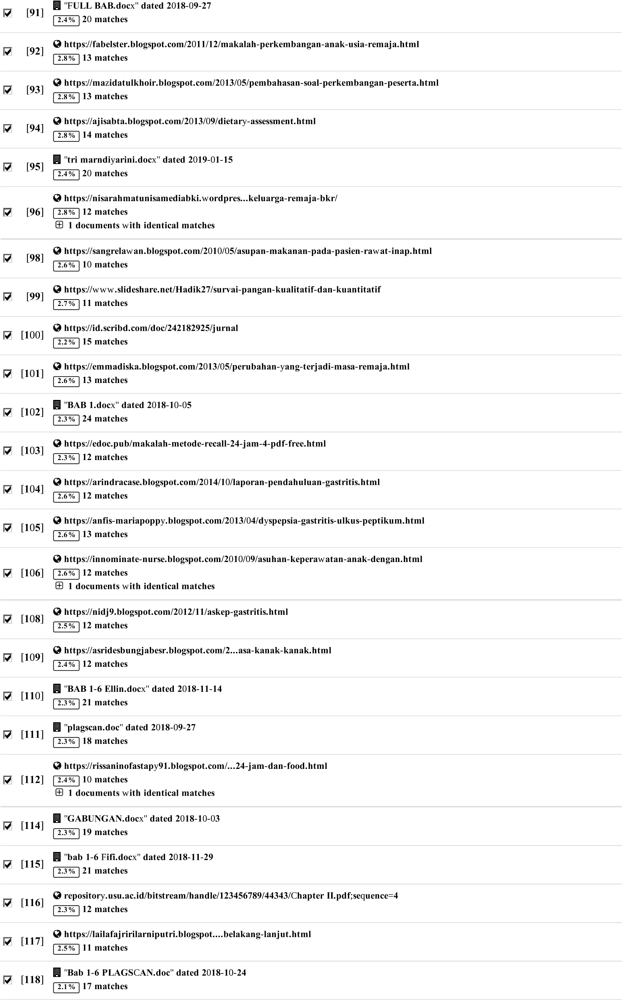 [91] "FULL BAB.docx" dated 2018-09-27
2.4% 20 matches
[92] https://fabelster.blogspot.com/2011/12/makalah-perkembangan-anak-usia-remaja.html
2.8% 13 matches
[93] https://mazidatulkhoir.blogspot.com/2013/05/pembahasan-soal-perkembangan-peserta.html
2.8% 13 matches
[94] https://ajisabta.blogspot.com/2013/09/dietary-assessment.html
2.8% 14 matches
[95] "tri marndiyarini.docx" dated 2019-01-15
2.4% 20 matches
https://nisarahmatunisamediabki.wordpres...keluarga-remaja-bkr/
[96] 2.8% 12 matches
1 documents with identical matches
[98] https://sangrelawan.blogspot.com/2010/05/asupan-makanan-pada-pasien-rawat-inap.html
2.6% 10 matches
[99] https://www.slideshare.net/Hadik27/survai-pangan-kualitatif-dan-kuantitatif
2.7% 11 matches
[100] https://id.scribd.com/doc/242182925/jurnal
2.2% 15 matches
[101] https://emmadiska.blogspot.com/2013/05/perubahan-yang-terjadi-masa-remaja.html
2.6% 13 matches
[102] "BAB 1.docx" dated 2018-10-05
2.3% 24 matches
[103] https://edoc.pub/makalah-metode-recall-24-jam-4-pdf-free.html
2.3% 12 matches
[104] https://arindracase.blogspot.com/2014/10/laporan-pendahuluan-gastritis.html
2.6% 12 matches
[105] https://anfis-mariapoppy.blogspot.com/2013/04/dyspepsia-gastritis-ulkus-peptikum.html
2.6% 13 matches
https://innominate-nurse.blogspot.com/2010/09/asuhan-keperawatan-anak-dengan.html
[106] 2.6% 12 matches
1 documents with identical matches
[108] https://nidj9.blogspot.com/2012/11/askep-gastritis.html
2.5% 12 matches
[109] https://asridesbungjabesr.blogspot.com/2...asa-kanak-kanak.html
2.4% 12 matches
[110] "BAB 1-6 Ellin.docx" dated 2018-11-14
2.3% 21 matches
[111] "plagscan.doc" dated 2018-09-27
2.3% 18 matches
https://rissaninofastapy91.blogspot.com/...24-jam-dan-food.html
[112] 2.4% 10 matches
1 documents with identical matches
[114] "GABUNGAN.docx" dated 2018-10-03
2.3% 19 matches
[115] "bab 1-6 Fifi.docx" dated 2018-11-29
2.3% 21 matches
[116] repository.usu.ac.id/bitstream/handle/123456789/44343/Chapter II.pdf;sequence=4
2.3% 12 matches
[117] https://lailafajririlarniputri.blogspot....belakang-lanjut.html
2.5% 11 matches
[118] "Bab 1-6 PLAGSCAN.doc" dated 2018-10-24
2.1% 17 matches